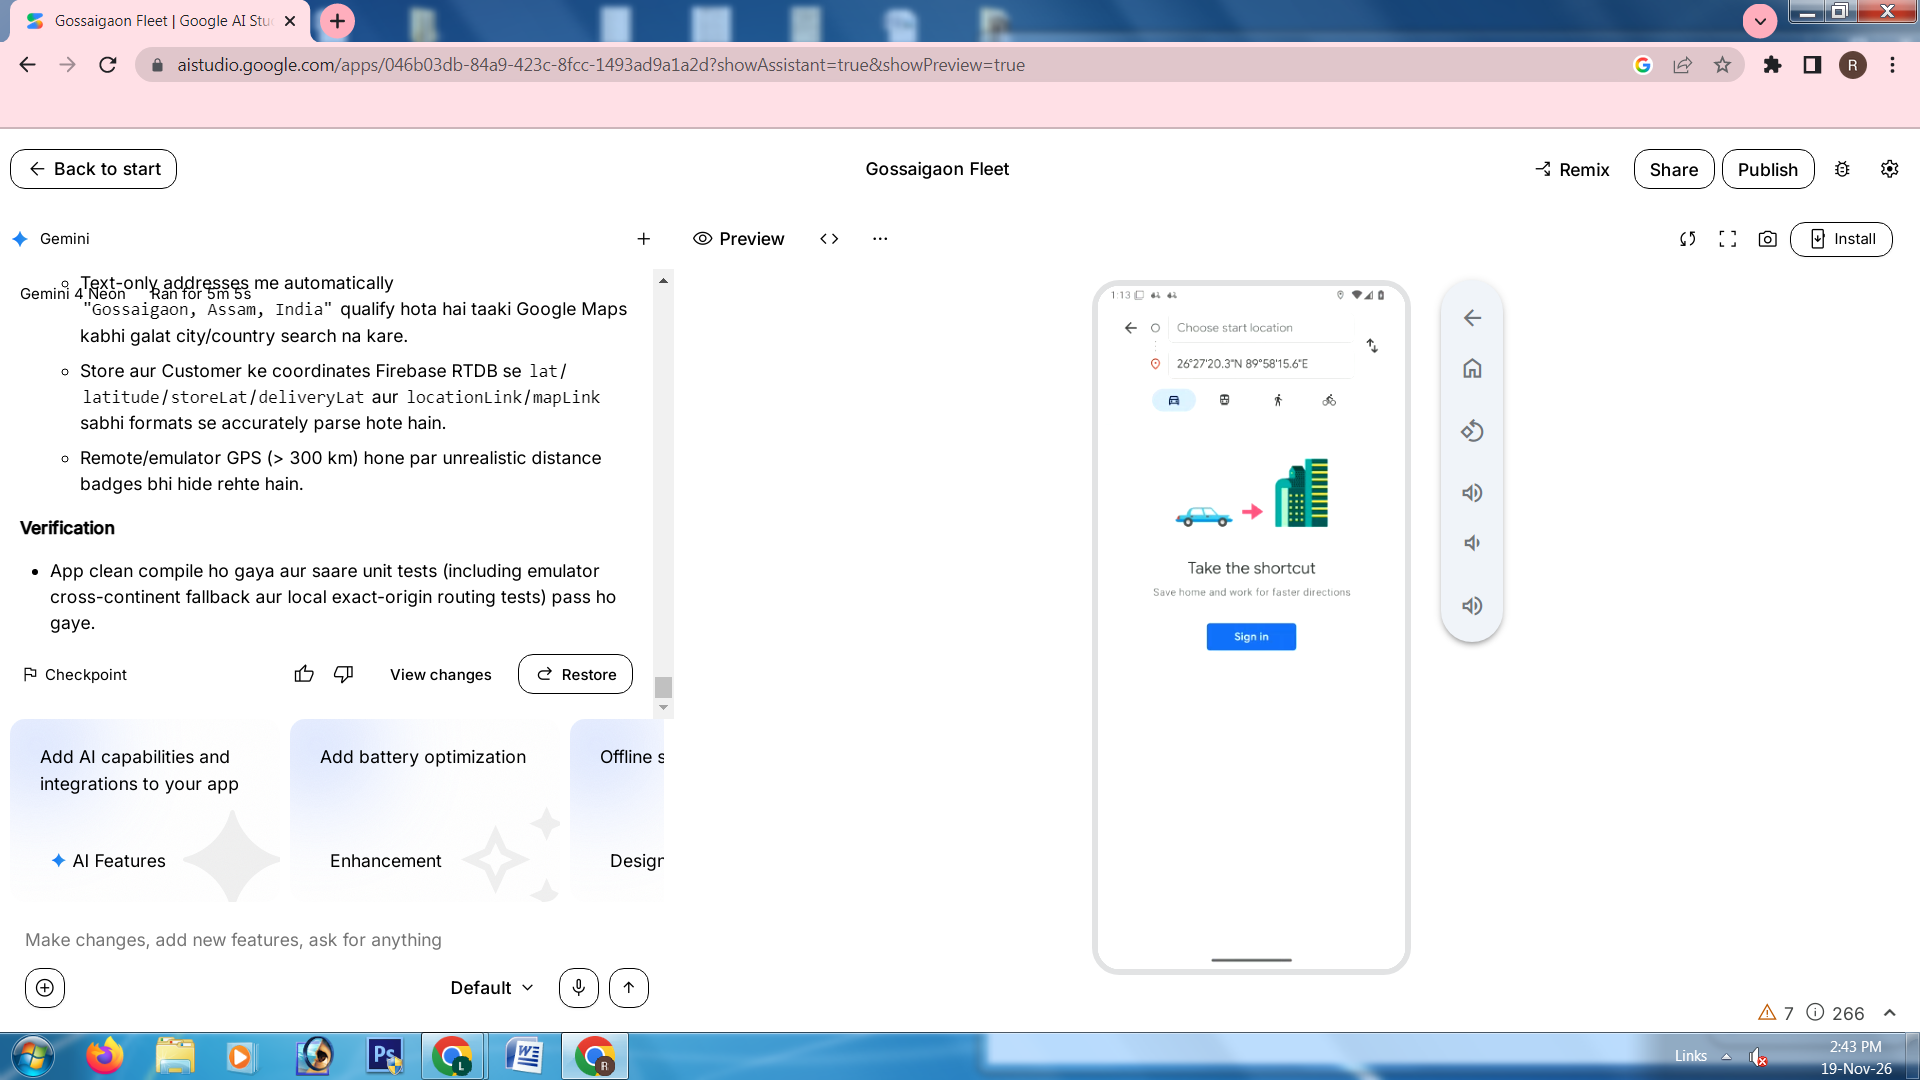 Gossaigaon Fleet | Google AI Stu
aistudio.google.com/apps/046b03db-84a9-423c-8fcc-1493ad9a1a2d?showAssistant=true&showPreview=true
R
Back to start
Gossaigaon Fleet
Remix
Share
Publish
Gemini
Preview
Install
Text-only addresses me automatically
Gemini 4 Neon Ran for 5m 5s
"Gossaigaon, Assam, India" qualify hota hai taaki Google Maps
kabhi galat city/country search na kare.
Store aur Customer ke coordinates Firebase RTDB se lat/
latitude/storeLat/deliveryLat aur locationLink/mapLink
sabhi formats se accurately parse hote hain.
Remote/emulator GPS (> 300 km) hone par unrealistic distance
badges bhi hide rehte hain.
Verification
App clean compile ho gaya aur saare unit tests (including emulator
cross-continent fallback aur local exact-origin routing tests) pass ho
gaye.
Checkpoint
View changes
Restore
Add AI capabilities and
integrations to your app
AI Features
Add battery optimization
Enhancement
Offline s
Design
Make changes, add new features, ask for anything
Default
1:13
Choose start location
26°27'20.3"N 89°58'15.6"E
Take the shortcut
Save home and work for faster directions
Sign in
7
266
Ps
L
W
R
Links
2:43 PM
19-Nov-26